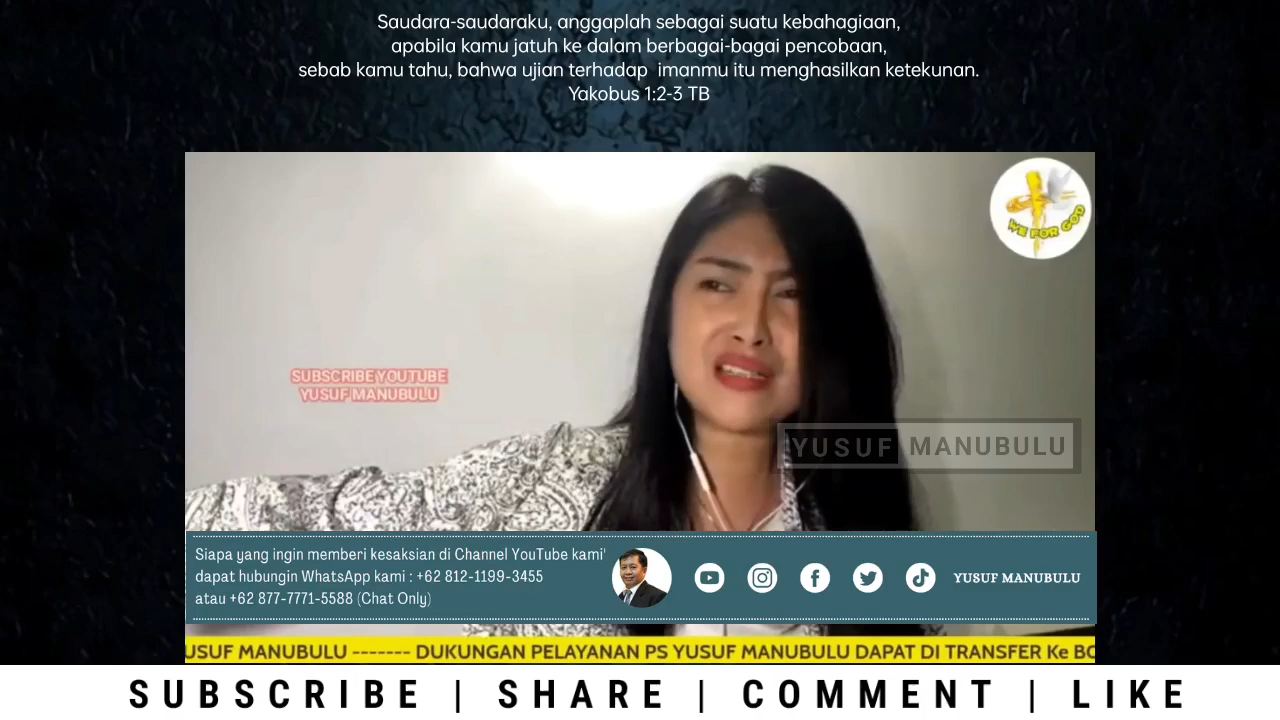 Saudara-saudaraku, anggaplah sebagai suatu kebahagiaan,
apabila kamu jatuh ke dalam berbagai-bagai pencobaan,
sebab kamu tahu, bahwa ujian terhadap imanmu itu menghasilkan ketekunan.
Yakobus 1:2-3 TB
WE FOR GOD
SUBSCRIBE YOUTUBE
YUSUF MANUBULU
YUSUF MANUBULU
Siapa yang ingin memberi kesaksian di Channel YouTube kami'
dapat hubungin WhatsApp kami : +62 812-1199-3455
atau +62 877-7771-5588 (Chat Only)
YUSUF MANUBULU
USUF MANUBULU ------- DUKUNGAN PELAYANAN PS YUSUF MANUBULU DAPAT DI TRANSFER Ke BC
SUBSCRIBE | SHARE | COMMENT | LIKE